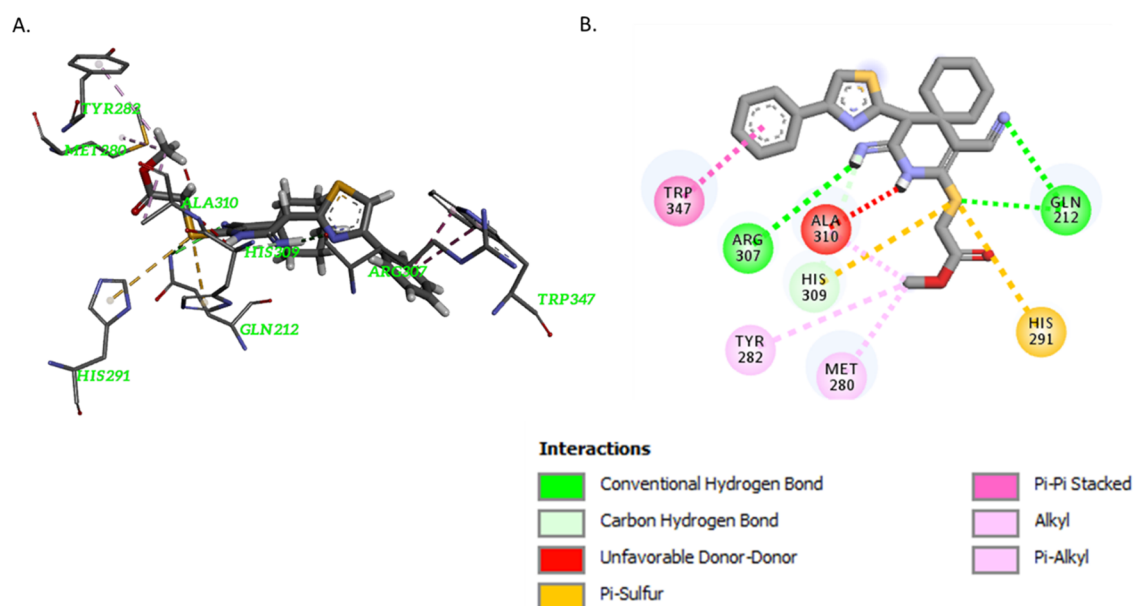 A.
TYR282
MET280
ALA310
HIS309
ARG307
TRP347
GLN212
HIS291
B.
TRP
347
ARG
307
ALA
310
GLN
212
HIS
309
TYR
282
MET
280
HIS
291
Interactions
Conventional Hydrogen Bond
Carbon Hydrogen Bond
Unfavorable Donor-Donor
Pi-Sulfur
Pi-Pi Stacked
Alkyl
Pi-Alkyl